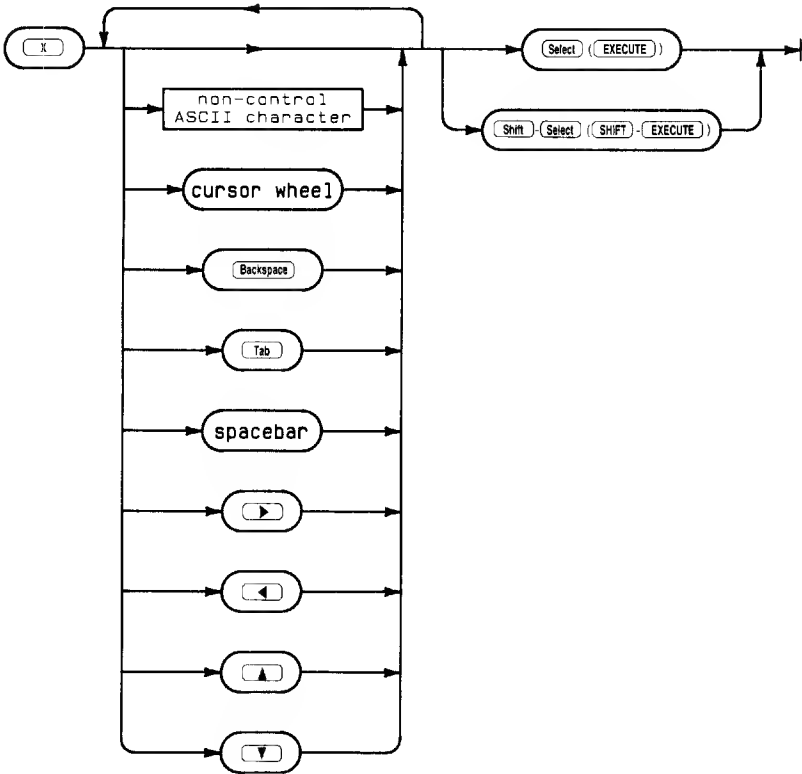 X
Select ( EXECUTE )
non-control
ASCII character
Shift - Select ( SHIFT - EXECUTE )
cursor wheel
Backspace
Tab
spacebar